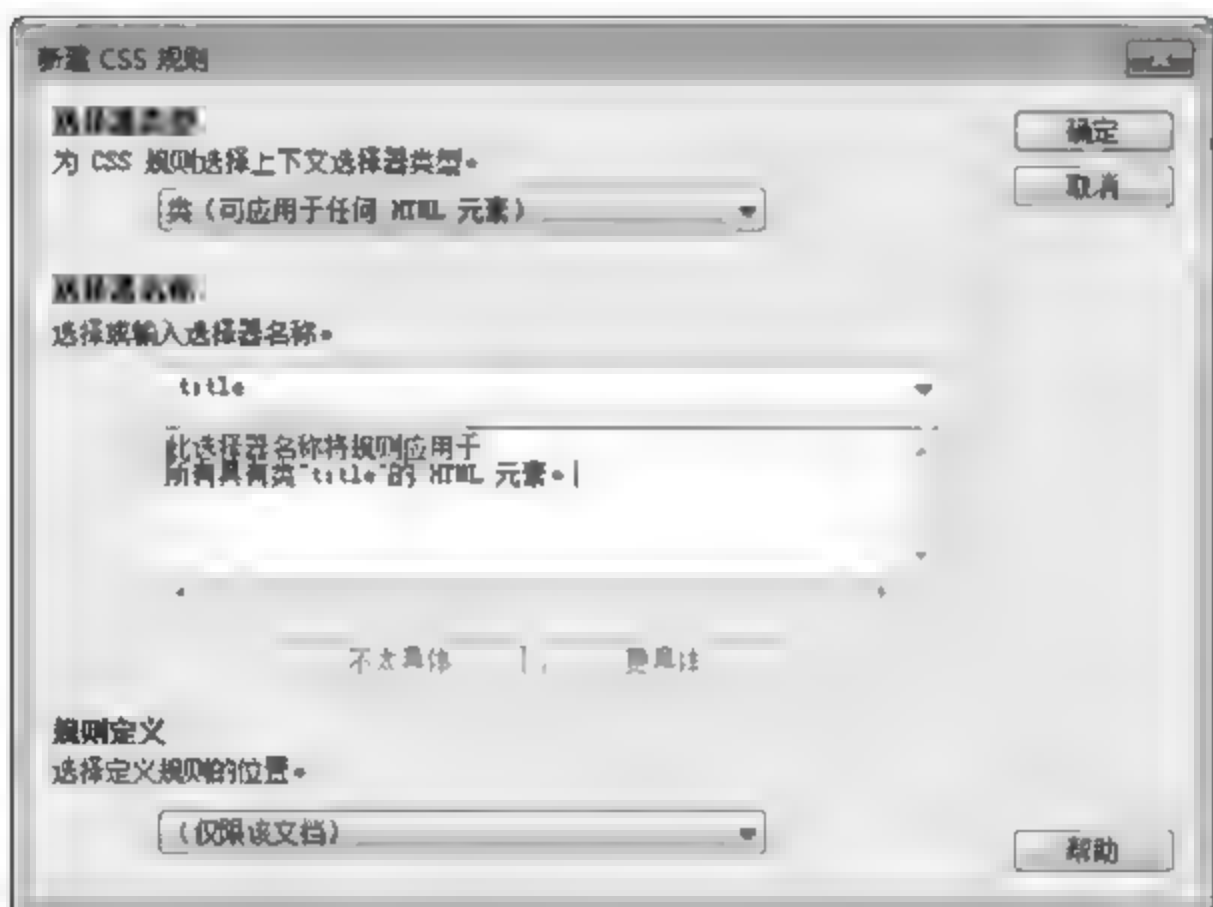 新建 CSS 规则
选择器类型:
为 CSS 规则选择上下文选择器类型。
类（可应用于任何 HTML 元素）
选择器名称:
选择或输入选择器名称。
title
此选择器名称将规则应用于
所有具有类"title"的 HTML 元素。
不太具体
更具体
规则定义
选择定义规则的位置。
（仅限该文档）
确定
取消
帮助